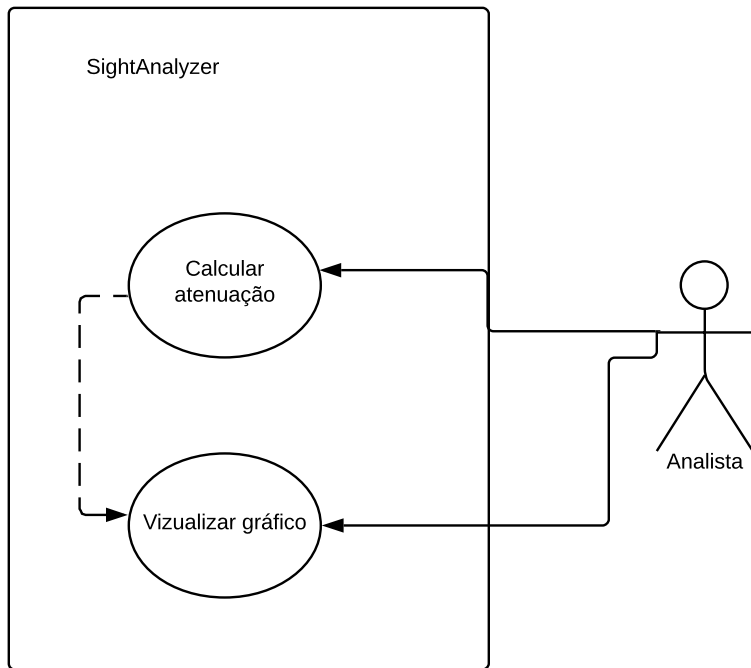 SightAnalyzer
Calcular
atenuação
Analista
Vizualizar gráfico